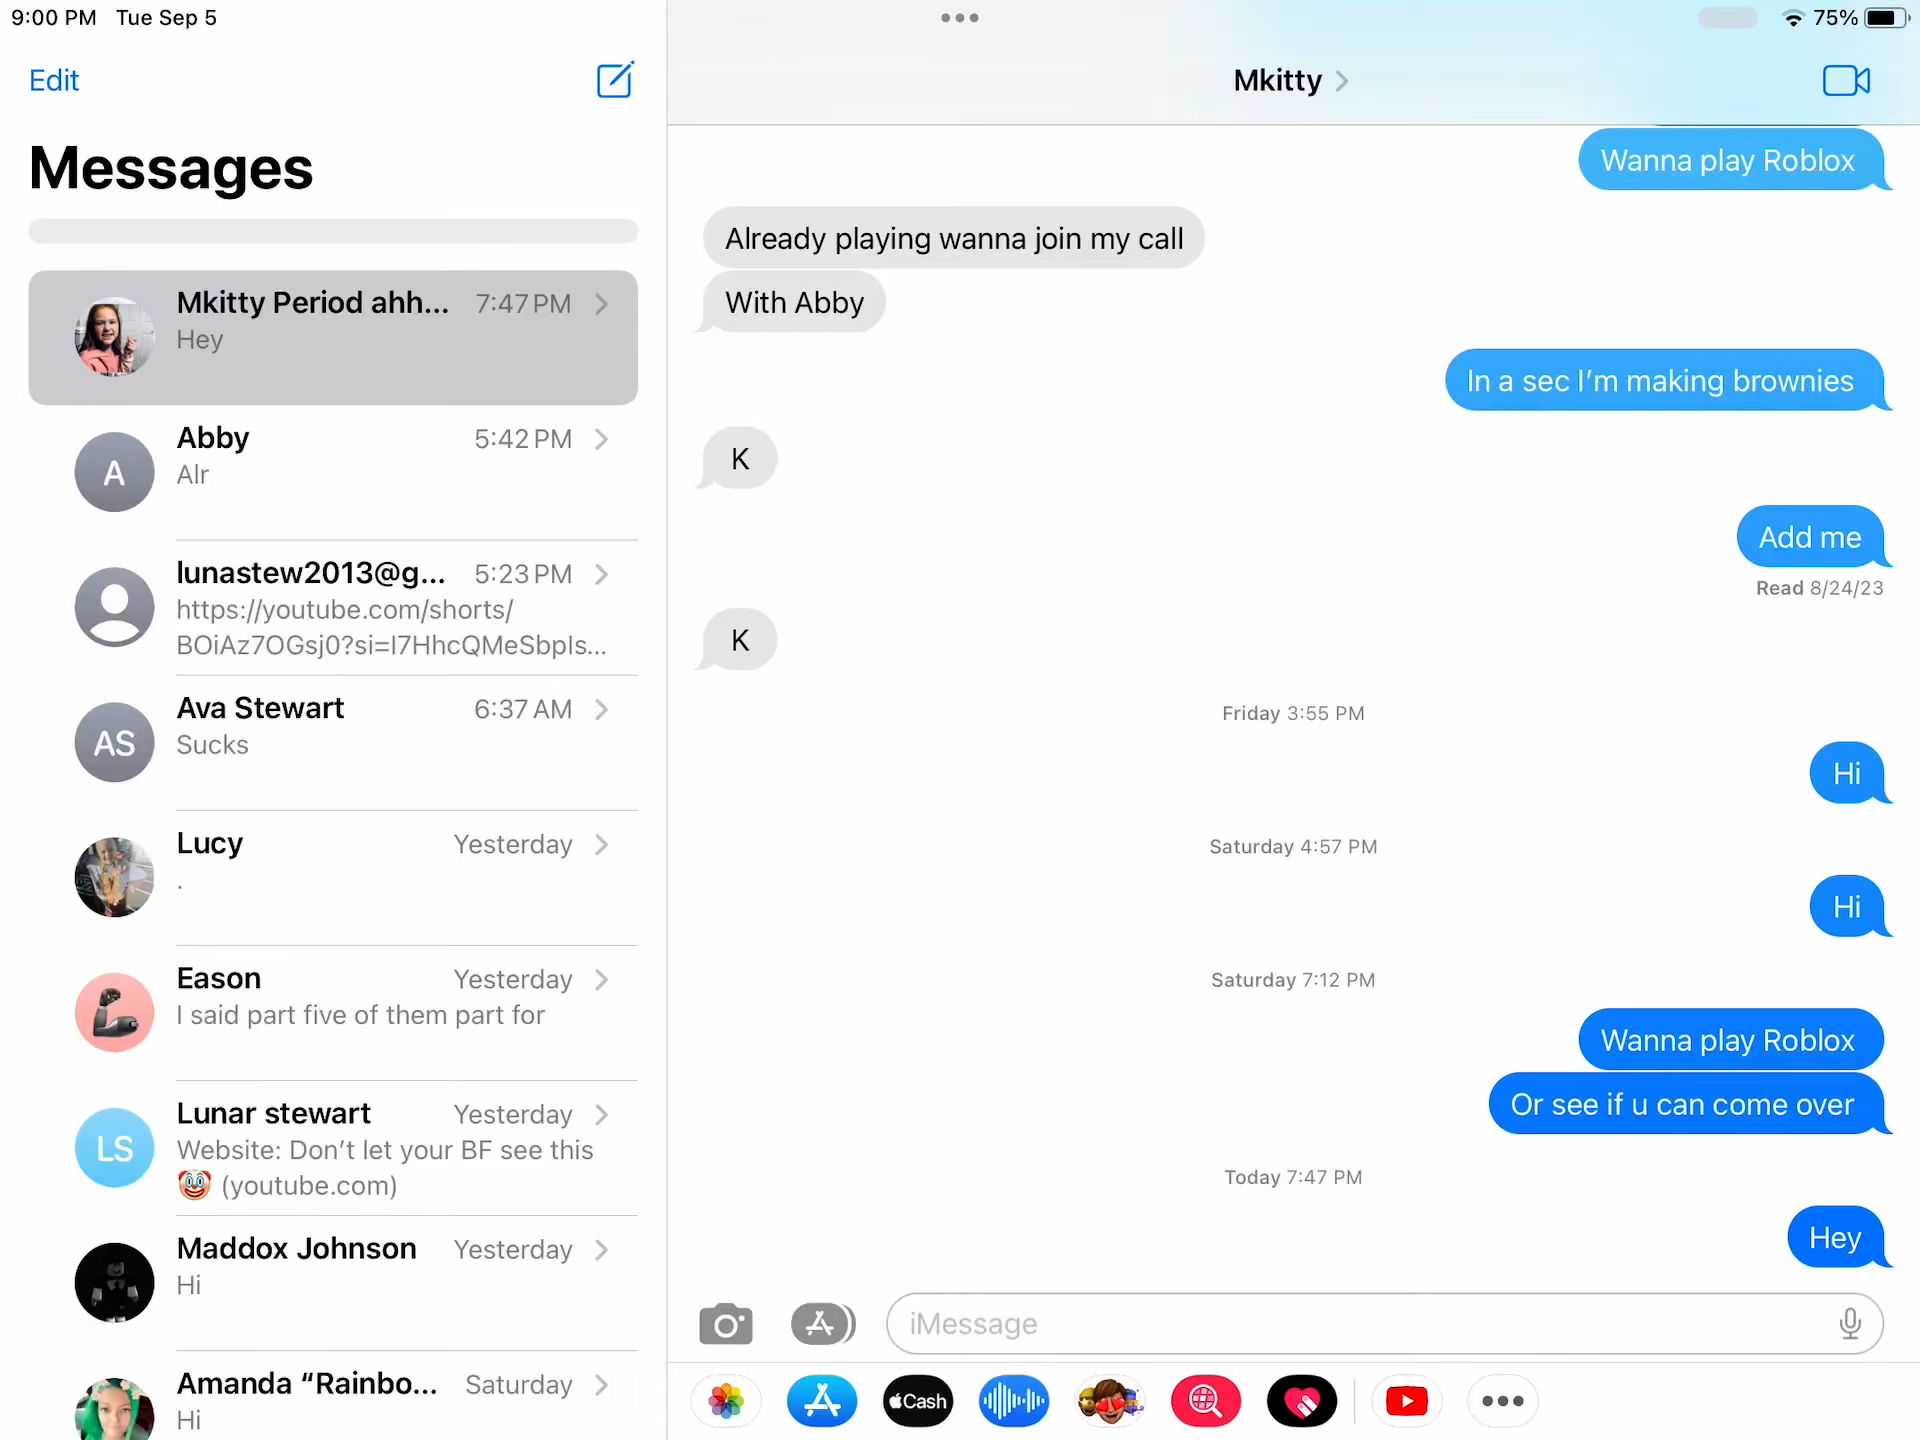 9:00 PM Tue Sep 5
75%
Edit
Messages
Mkitty Period ahh... 7:47 PM
Hey
A
Abby 5:42 PM
Alr
lunastew2013@g... 5:23 PM
https://youtube.com/shorts/
BOiAz7OGsj0?si=I7HhcQMeSbpIs...
AS
Ava Stewart 6:37 AM
Sucks
Lucy Yesterday
.
Eason Yesterday
I said part five of them part for
LS
Lunar stewart Yesterday
Website: Don’t let your BF see this
🤡 (youtube.com)
Maddox Johnson Yesterday
Hi
Amanda “Rainbo... Saturday
Hi
Mkitty
Wanna play Roblox
Already playing wanna join my call
With Abby
In a sec I’m making brownies
K
Add me
Read 8/24/23
K
Friday 3:55 PM
Hi
Saturday 4:57 PM
Hi
Saturday 7:12 PM
Wanna play Roblox
Or see if u can come over
Today 7:47 PM
Hey
iMessage
Cash